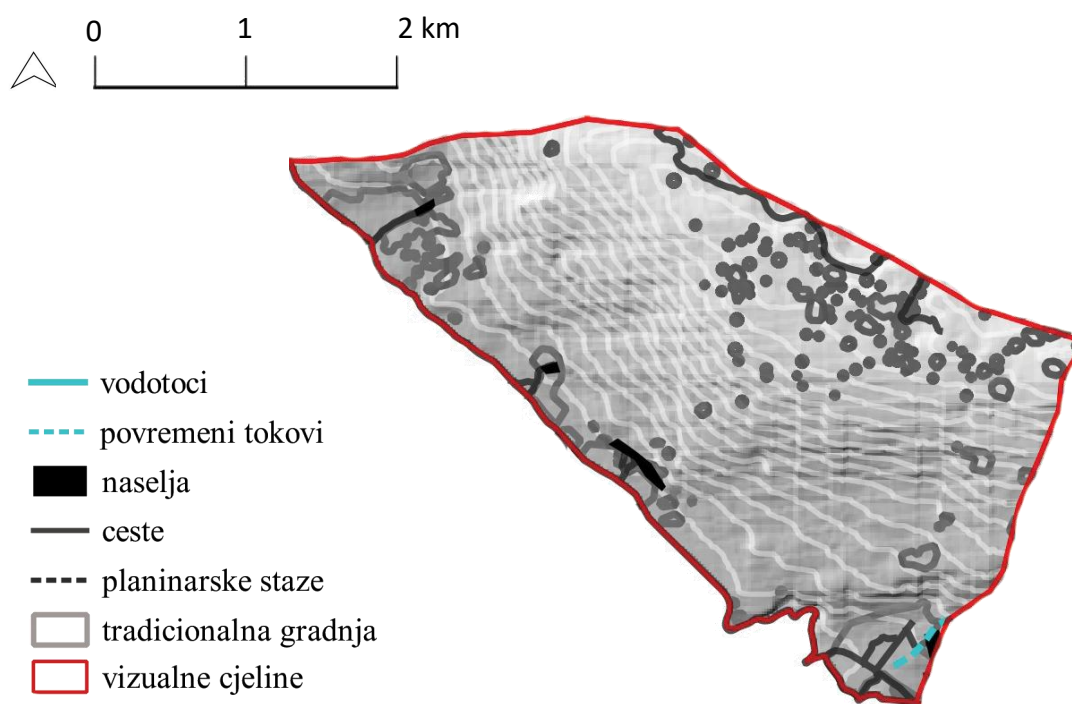 0 1 2 km
vodotoci
povremeni tokovi
naselja
ceste
planinarske staze
tradicionalna gradnja
vizualne cjeline